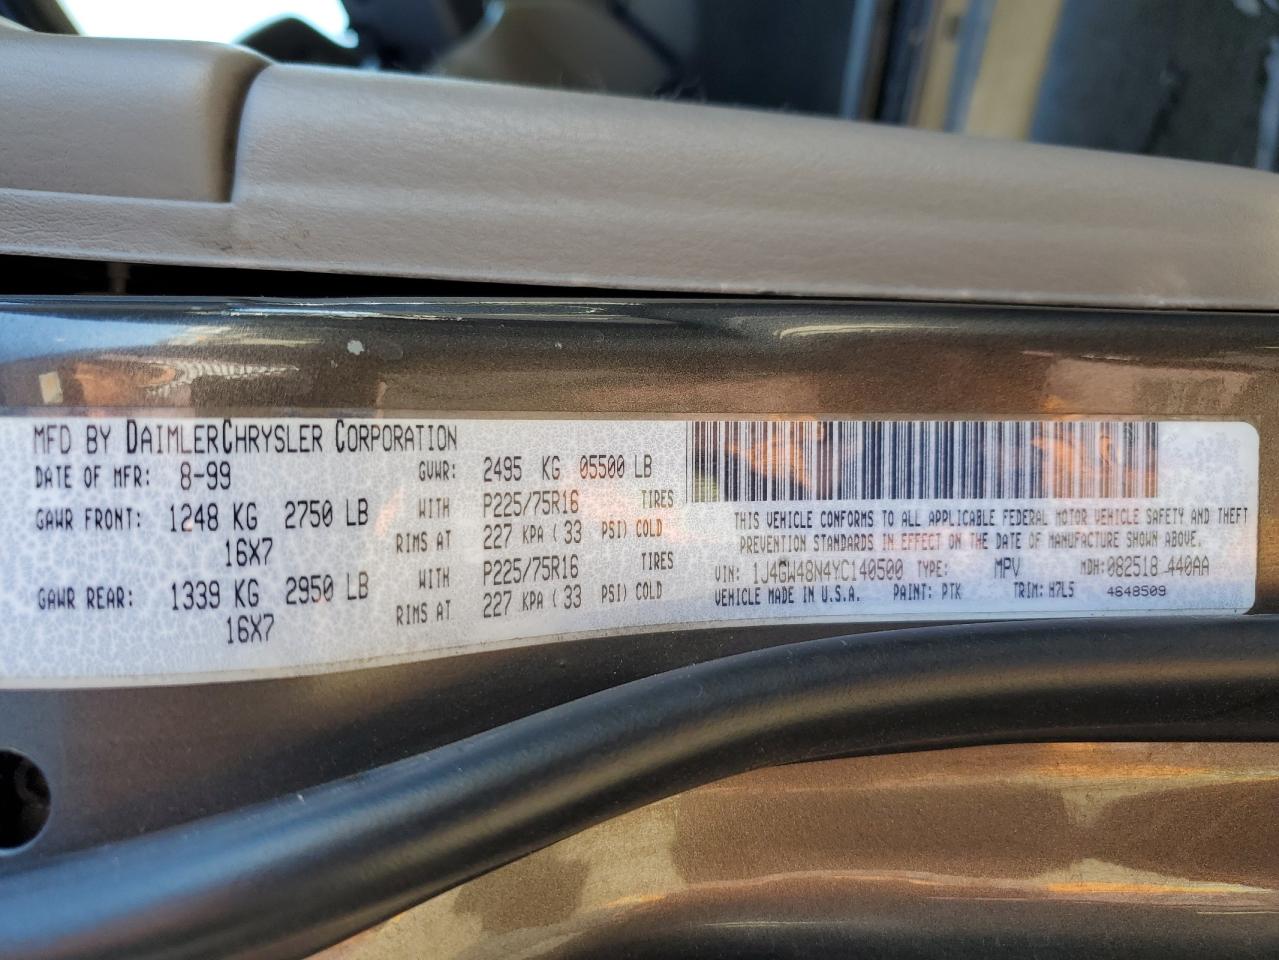 MFD BY DAIMLERCHRYSLER CORPORATION
DATE OF MFR: 8-99 GVWR: 2495 KG 05500 LB
GAWR FRONT: 1248 KG 2750 LB WITH P225/75R16 TIRES
16X7 RIMS AT 227 KPA ( 33 PSI) COLD
GAWR REAR: 1339 KG 2950 LB WITH P225/75R16 TIRES
16X7 RIMS AT 227 KPA ( 33 PSI) COLD
THIS VEHICLE CONFORMS TO ALL APPLICABLE FEDERAL MOTOR VEHICLE SAFETY AND THEFT
PREVENTION STANDARDS IN EFFECT ON THE DATE OF MANUFACTURE SHOWN ABOVE.
VIN: 1J4GW48N4YC140500 TYPE: MPV MDH: 082518 440AA
VEHICLE MADE IN U.S.A. PAINT: PTK TRIM: H7L5 4648509